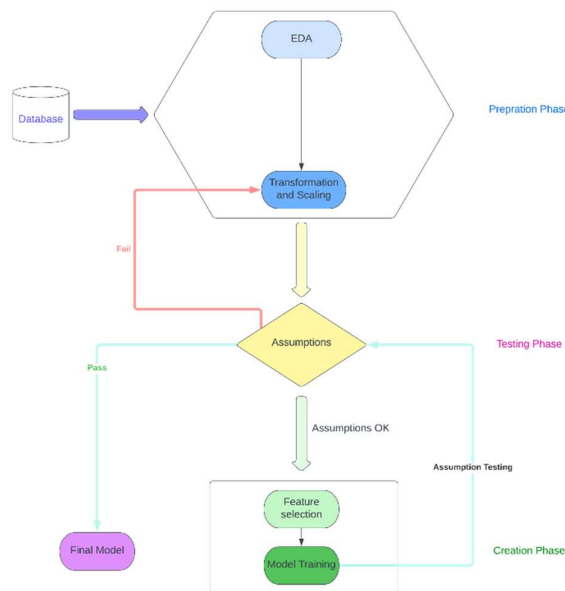 EDA
Database
Prepration Phase
Transformation
and Scaling
Fail
Assumptions
Testing Phase
Pass
Assumptions OK
Assumption Testing
Feature
selection
Final Model
Model Training
Creation Phase